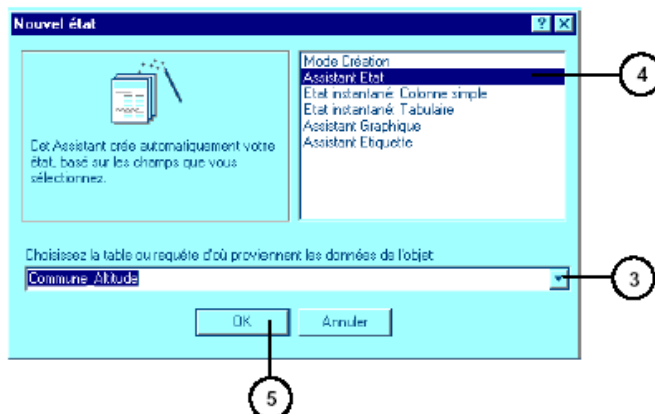 Nouvel état
Cet Assistant crée automatiquement votre
état, basé sur les champs que vous
sélectionnez.
Mode Création
Assistant Etat
Etat instantané: Colonne simple
Etat instantané: Tabulaire
Assistant Graphique
Assistant Etiquette
4
Choisissez la table ou requête d'où proviennent les données de l'objet:
Commune_Altitude
3
OK
Annuler
5